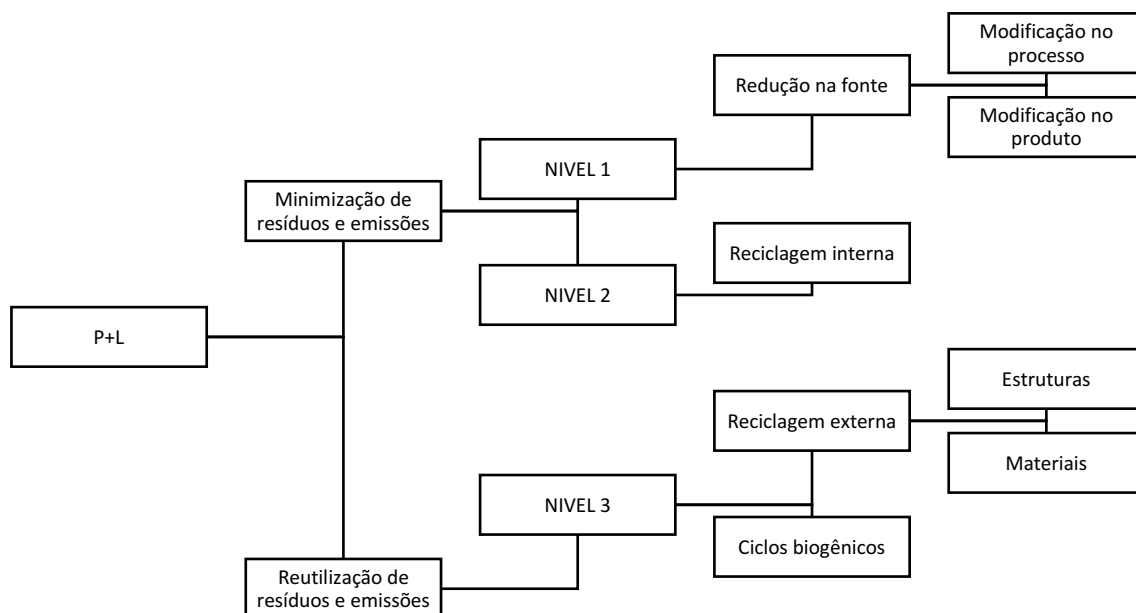 Modificação no
processo
Redução na fonte
Modificação no
produto
NIVEL 1
Minimização de
resíduos e emissões
Reciclagem interna
NIVEL 2
P+L
Estruturas
Reciclagem externa
Materiais
NIVEL 3
Ciclos biogênicos
Reutilização de
resíduos e emissões